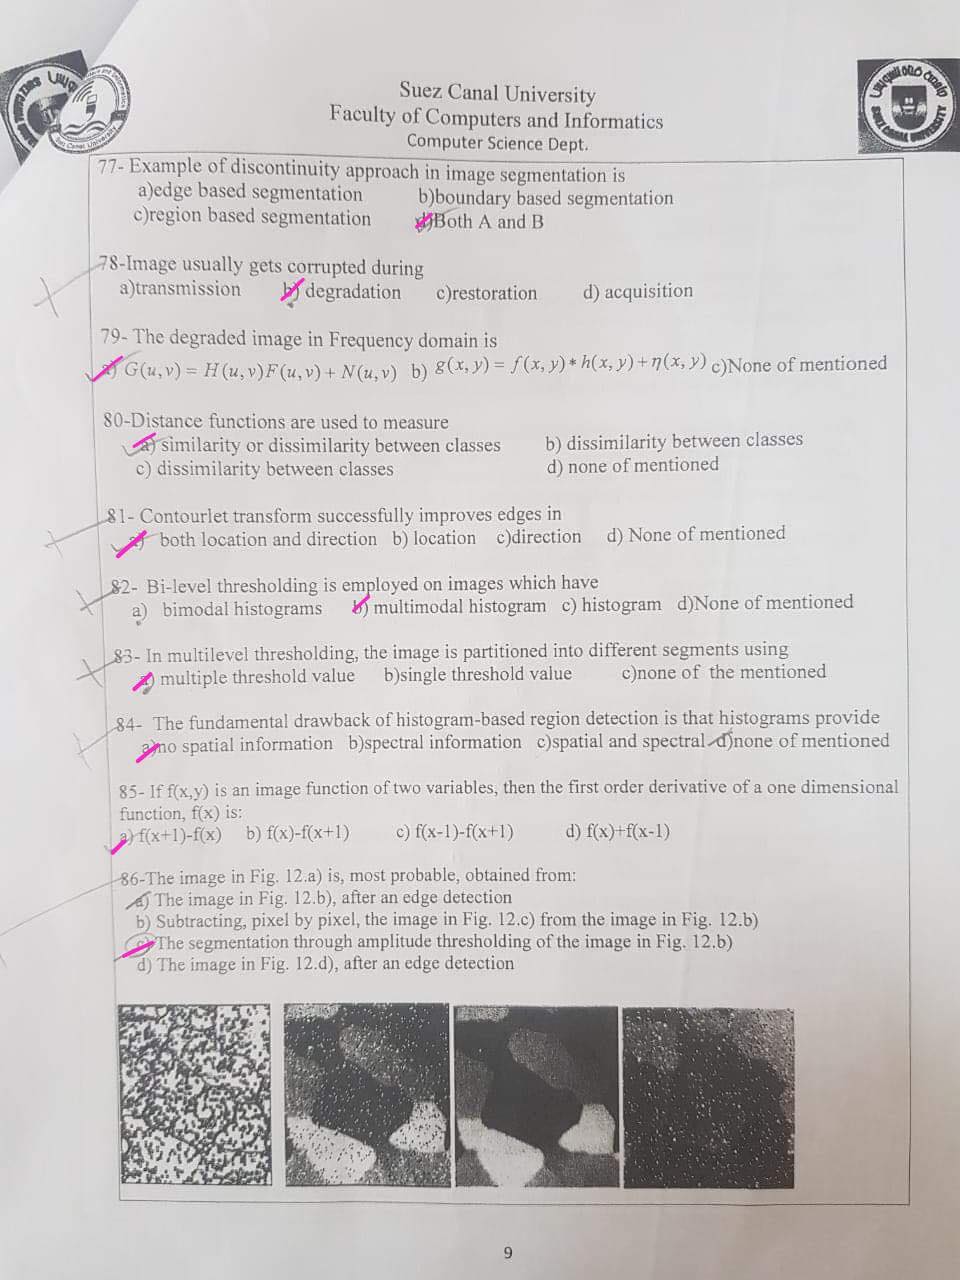 Suez Canal University
Faculty of Computers and Informatics
Computer Science Dept.
77- Example of discontinuity approach in image segmentation is
a)edge based segmentation b)boundary based segmentation
c)region based segmentation d)Both A and B
78-Image usually gets corrupted during
a)transmission b) degradation c)restoration d) acquisition
79- The degraded image in Frequency domain is
a) G(u,v) = H(u,v)F(u,v) + N(u,v) b) g(x,y) = f(x,y)*h(x,y)+η(x,y) c)None of mentioned
80-Distance functions are used to measure
a) similarity or dissimilarity between classes b) dissimilarity between classes
c) dissimilarity between classes d) none of mentioned
81- Contourlet transform successfully improves edges in
a) both location and direction b) location c)direction d) None of mentioned
82- Bi-level thresholding is employed on images which have
a) bimodal histograms b) multimodal histogram c) histogram d)None of mentioned
83- In multilevel thresholding, the image is partitioned into different segments using
a) multiple threshold value b)single threshold value c)none of the mentioned
84- The fundamental drawback of histogram-based region detection is that histograms provide
a)no spatial information b)spectral information c)spatial and spectral d)none of mentioned
85- If f(x,y) is an image function of two variables, then the first order derivative of a one dimensional
function, f(x) is:
a) f(x+1)-f(x) b) f(x)-f(x+1) c) f(x-1)-f(x+1) d) f(x)+f(x-1)
86-The image in Fig. 12.a) is, most probable, obtained from:
a) The image in Fig. 12.b), after an edge detection
b) Subtracting, pixel by pixel, the image in Fig. 12.c) from the image in Fig. 12.b)
c) The segmentation through amplitude thresholding of the image in Fig. 12.b)
d) The image in Fig. 12.d), after an edge detection
9